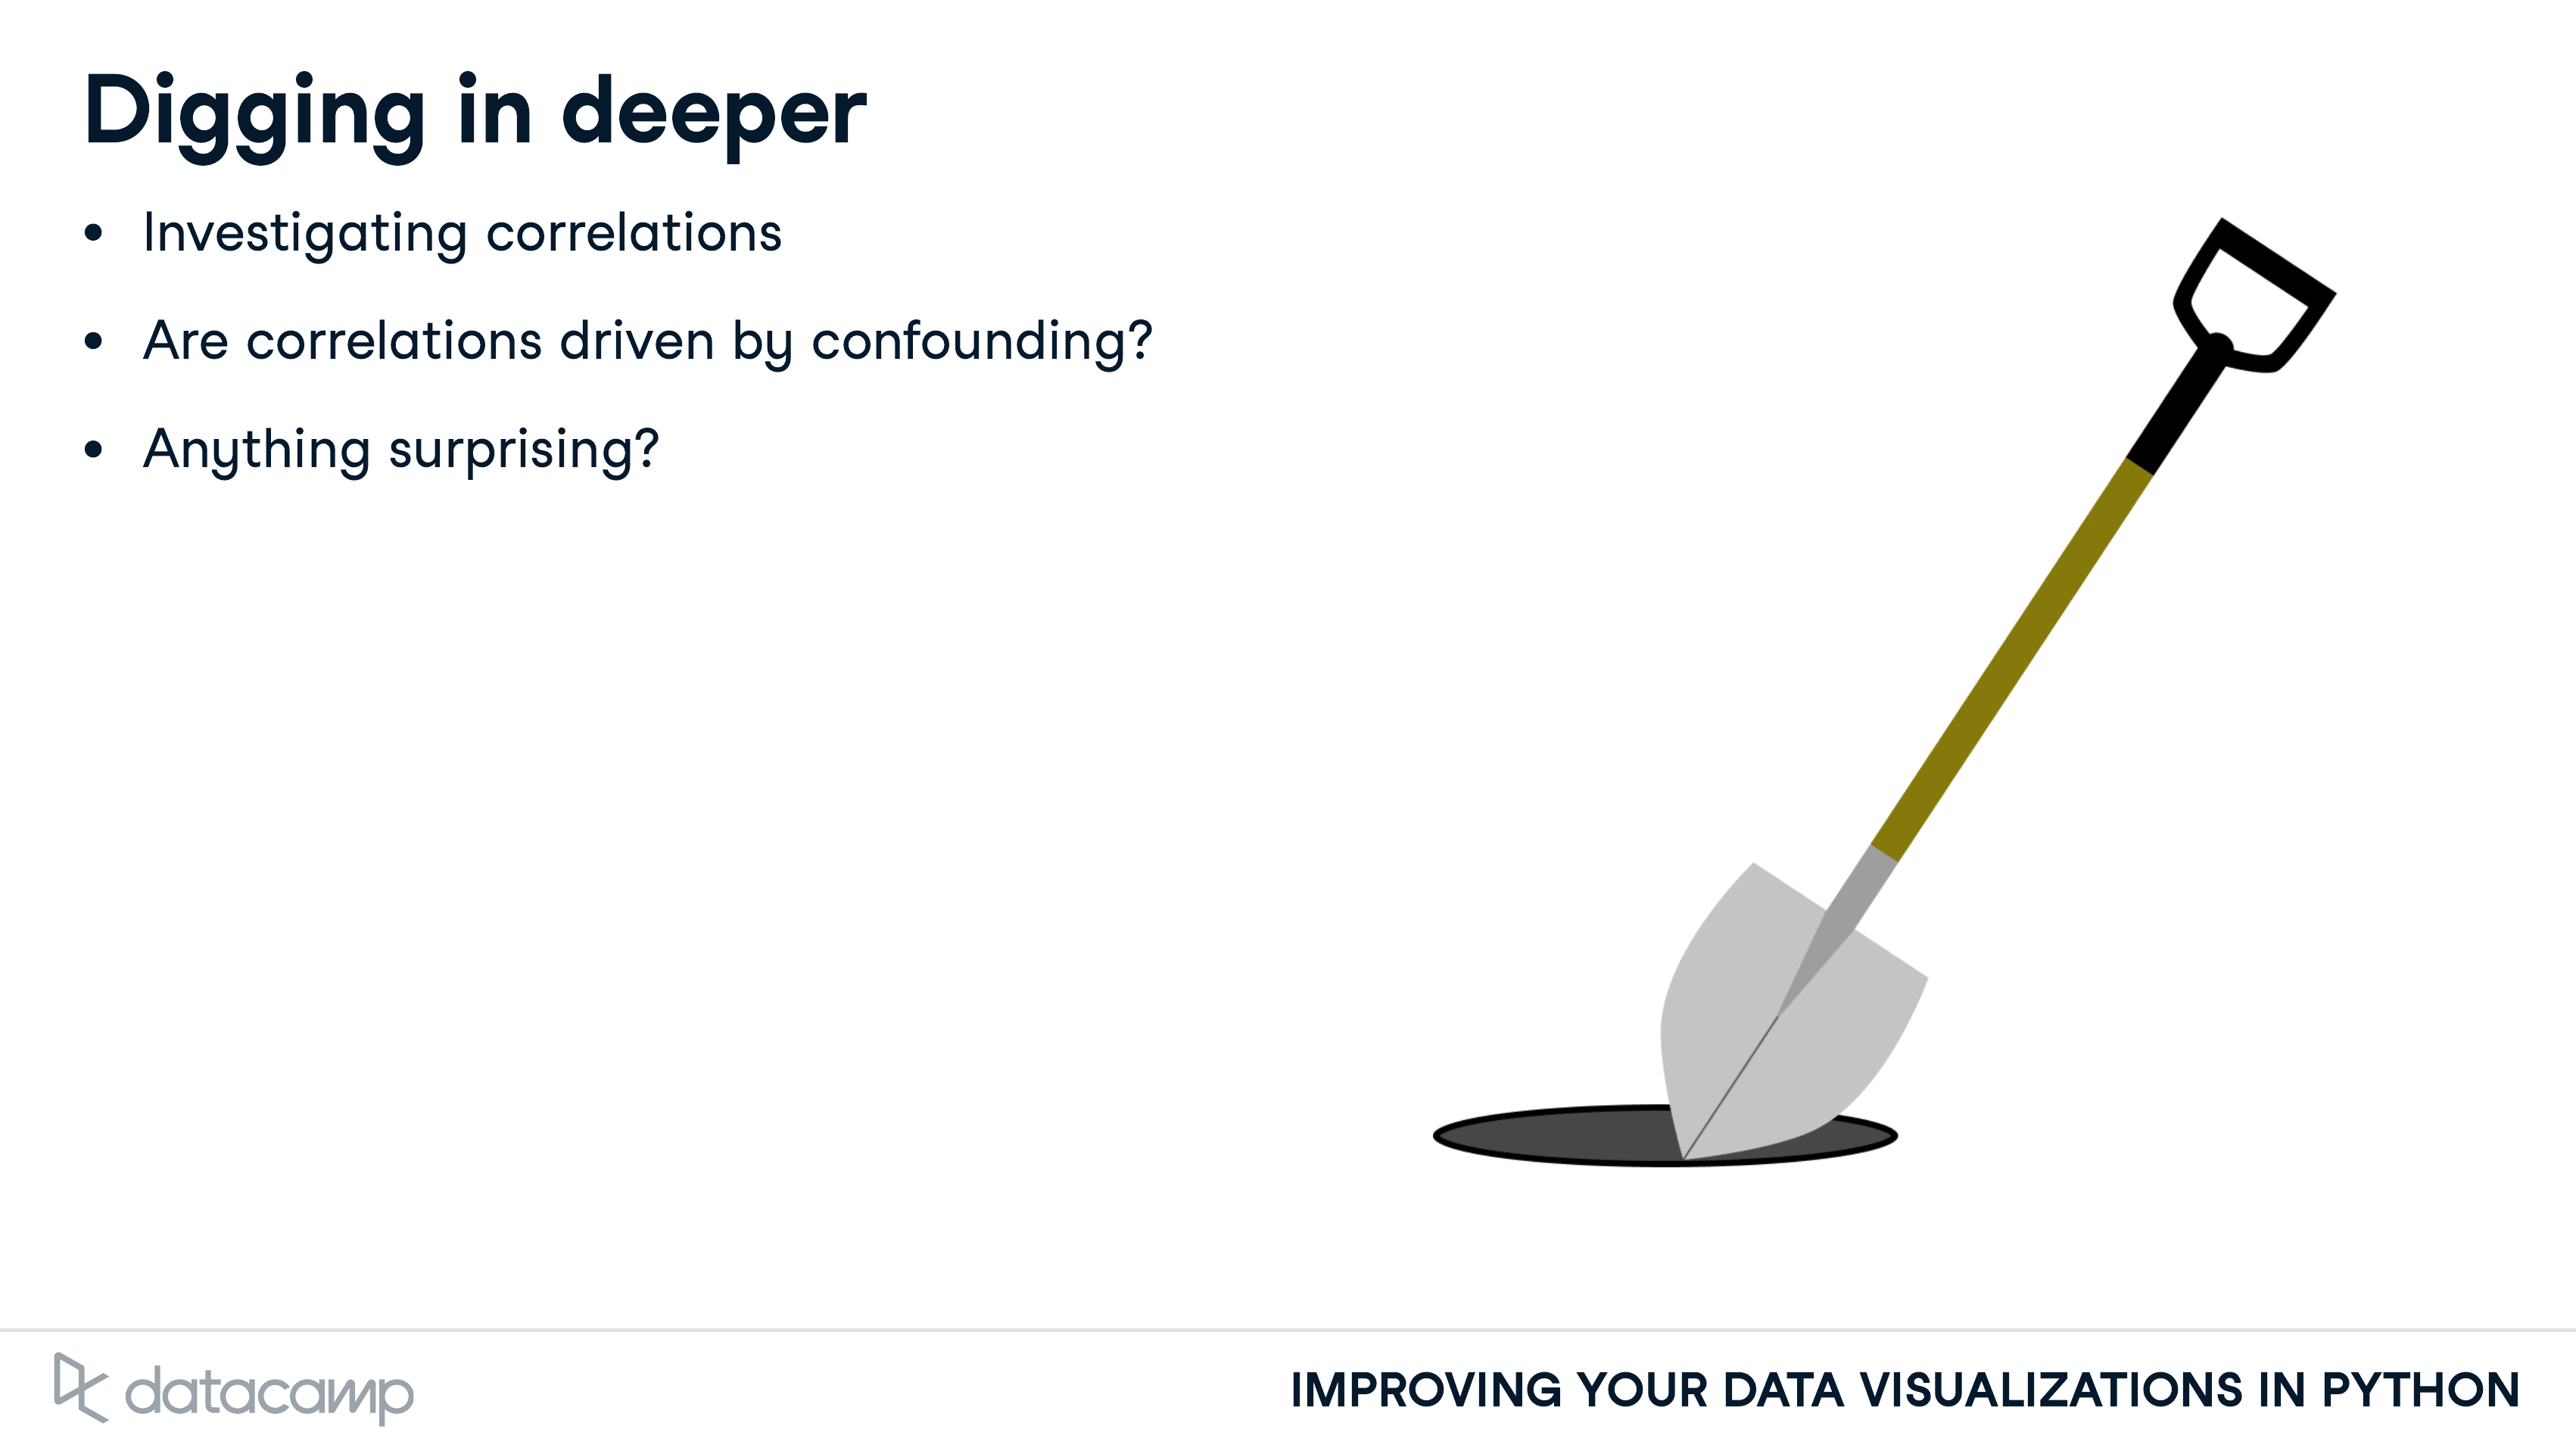 Digging in deeper
• Investigating correlations
• Are correlations driven by confounding?
• Anything surprising?
datacamp
IMPROVING YOUR DATA VISUALIZATIONS IN PYTHON